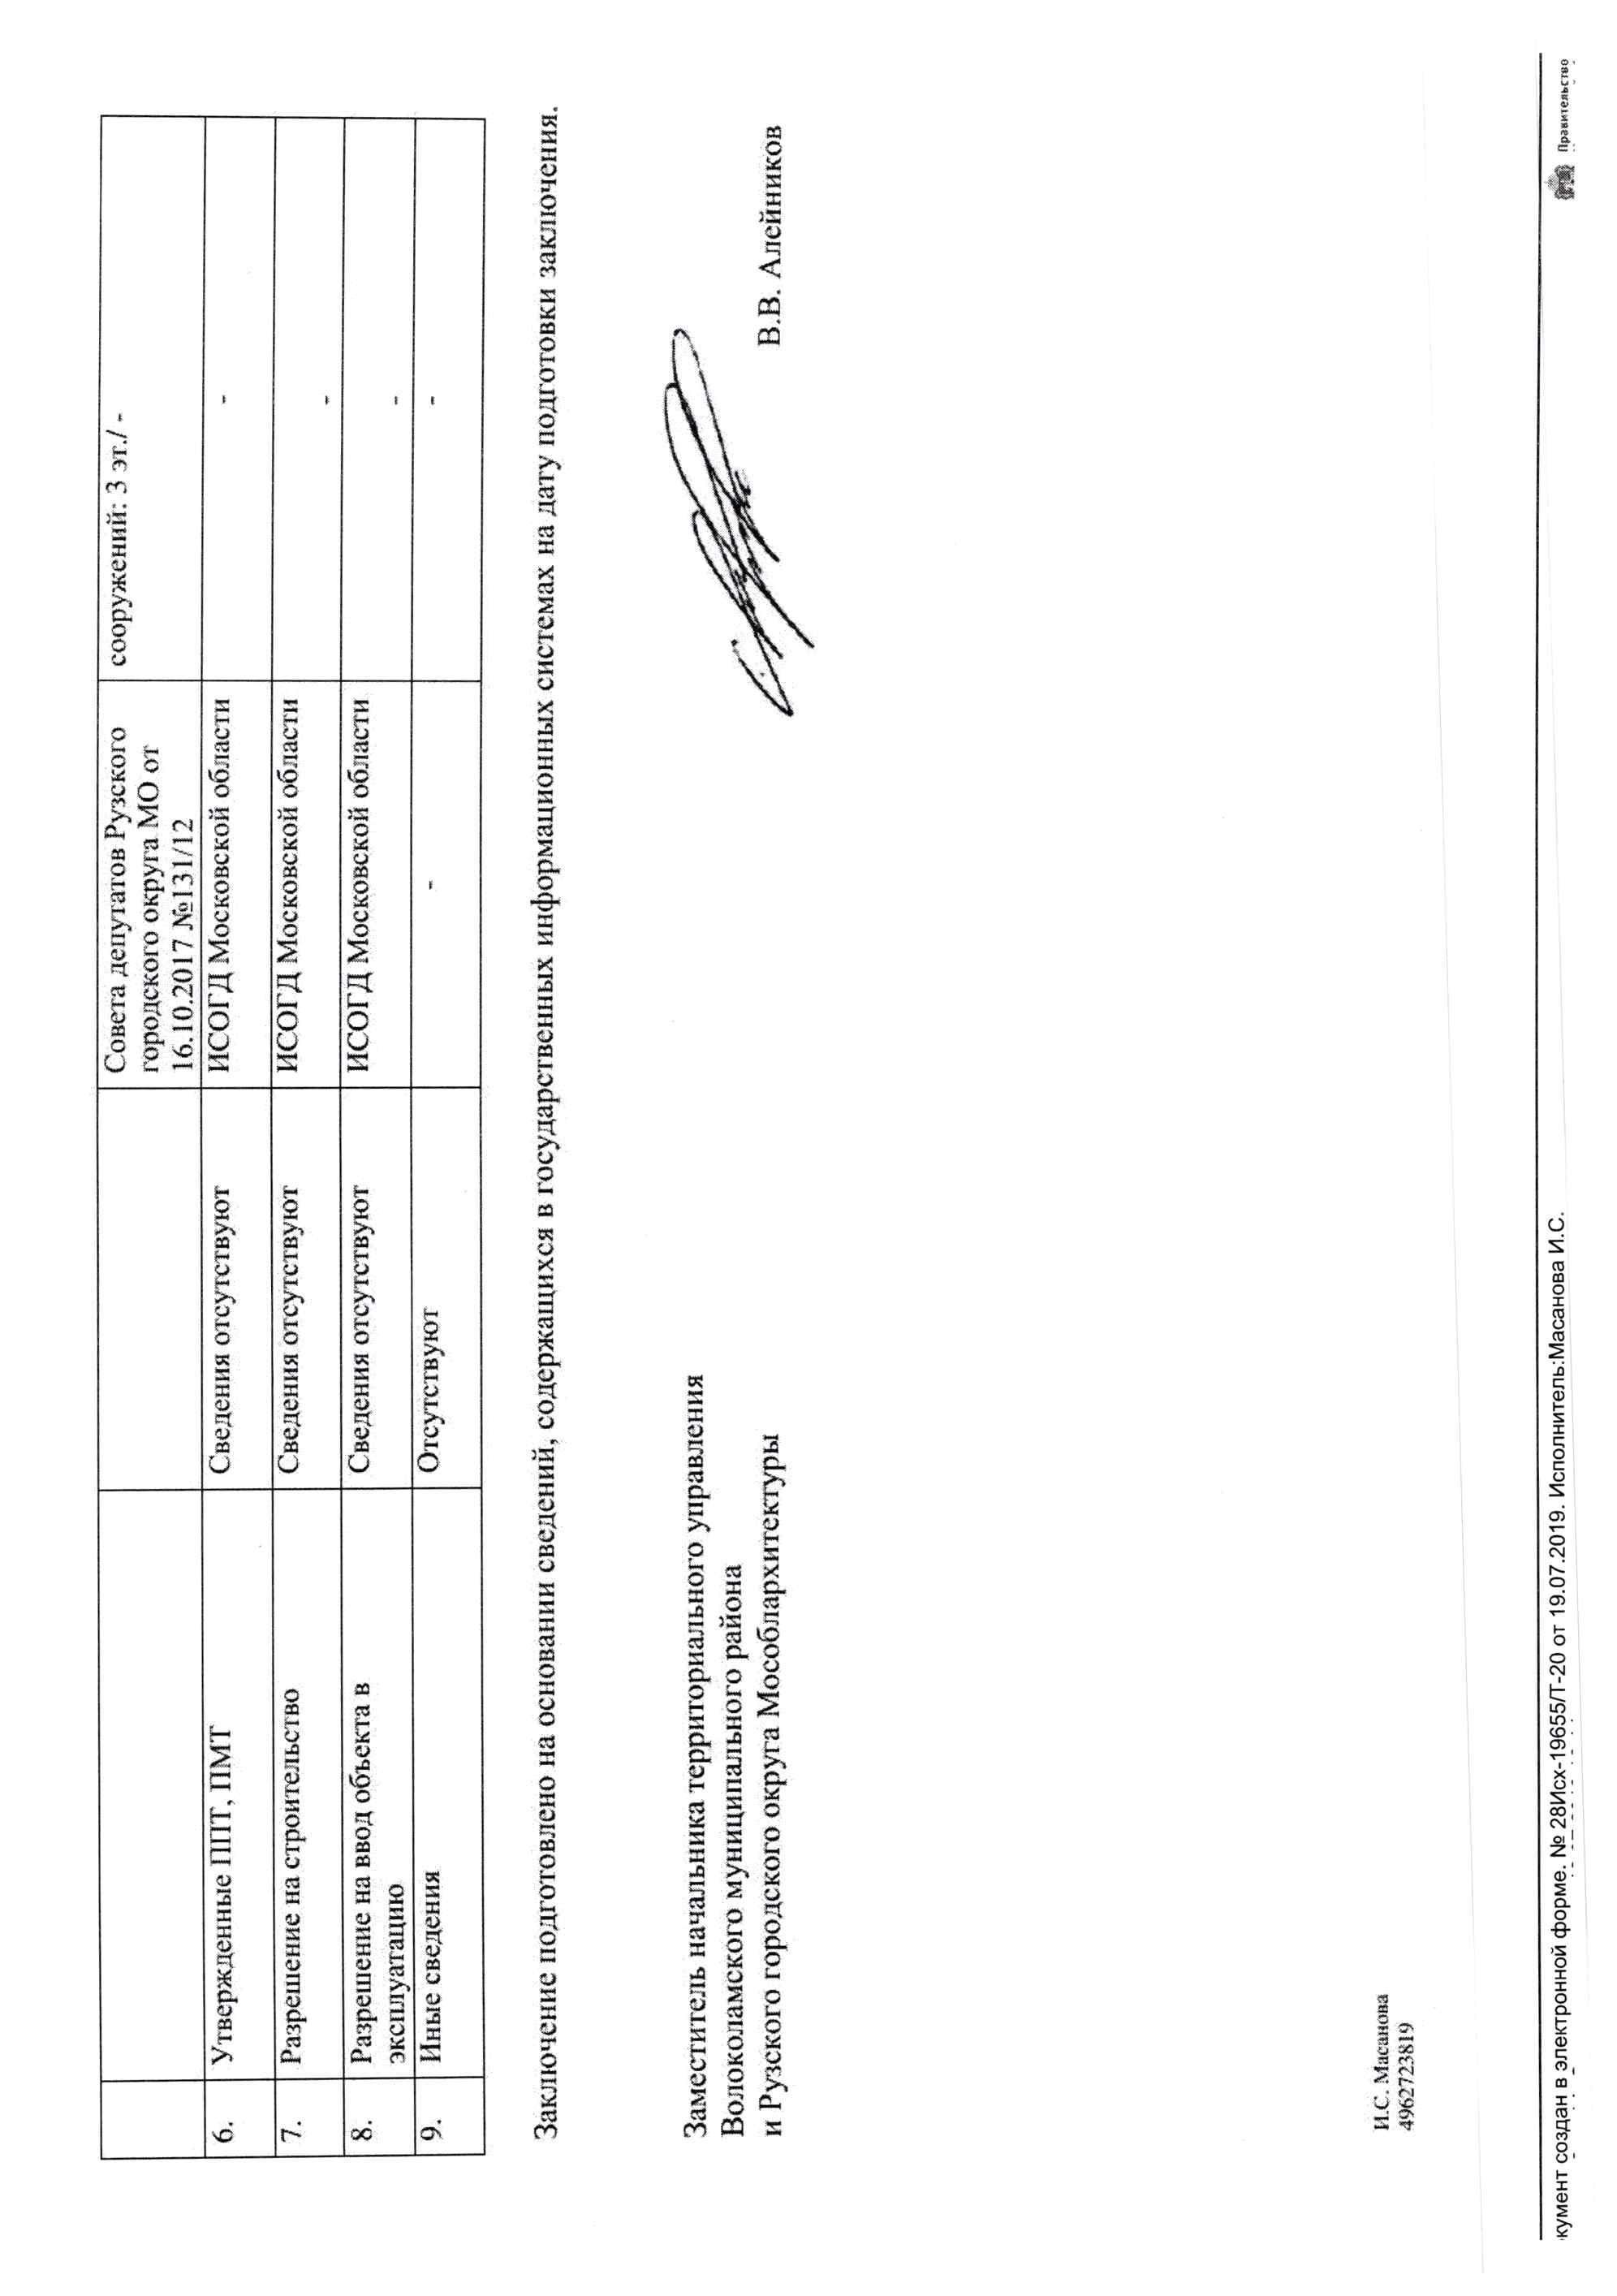 Совета депутатов Рузского
городского округа МО от
16.10.2017 №131/12
сооружений: 3 эт./ -
6. Утвержденные ППТ, ПМТ Сведения отсутствуют ИСОГД Московской области -
7. Разрешение на строительство Сведения отсутствуют ИСОГД Московской области -
8. Разрешение на ввод объекта в Сведения отсутствуют ИСОГД Московской области -
эксплуатацию
9. Иные сведения Отсутствуют - -
Заключение подготовлено на основании сведений, содержащихся в государственных информационных системах на дату подготовки заключения.
Заместитель начальника территориального управления
Волоколамского муниципального района
и Рузского городского округа Мособлархитектуры В.В. Алейников
И.С. Масанова
4962723819
кумент создан в электронной форме. № 28Исх-19655/Т-20 от 19.07.2019. Исполнитель:Масанова И.С.
Правительство